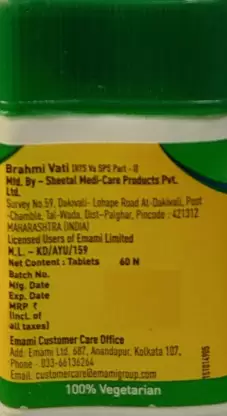 Brahmi Vati (RTS Va SPS Part - I)
Mfd. By - Sheetal Medi-Care Products Pvt.
Ltd.
Survey No.59, Dakivali- Lohape Road At-Dakivali, Post
-Chamble, Tal-Wada, Dist-Palghar, Pincode : 421312
MAHARASHTRA (INDIA)
Licensed Users of Emami Limited
M.L. - KD/AYU/159
Net Content : Tablets 60 N
Batch No.
Mfg. Date
Exp. Date
MRP ₹
(Incl. of
all taxes)
Emami Customer Care Office
Add: Emami Ltd. 687, Anandapur, Kolkata 107,
Phone : 033-66136264
Email: customercare@emamigroup.com
100% Vegetarian